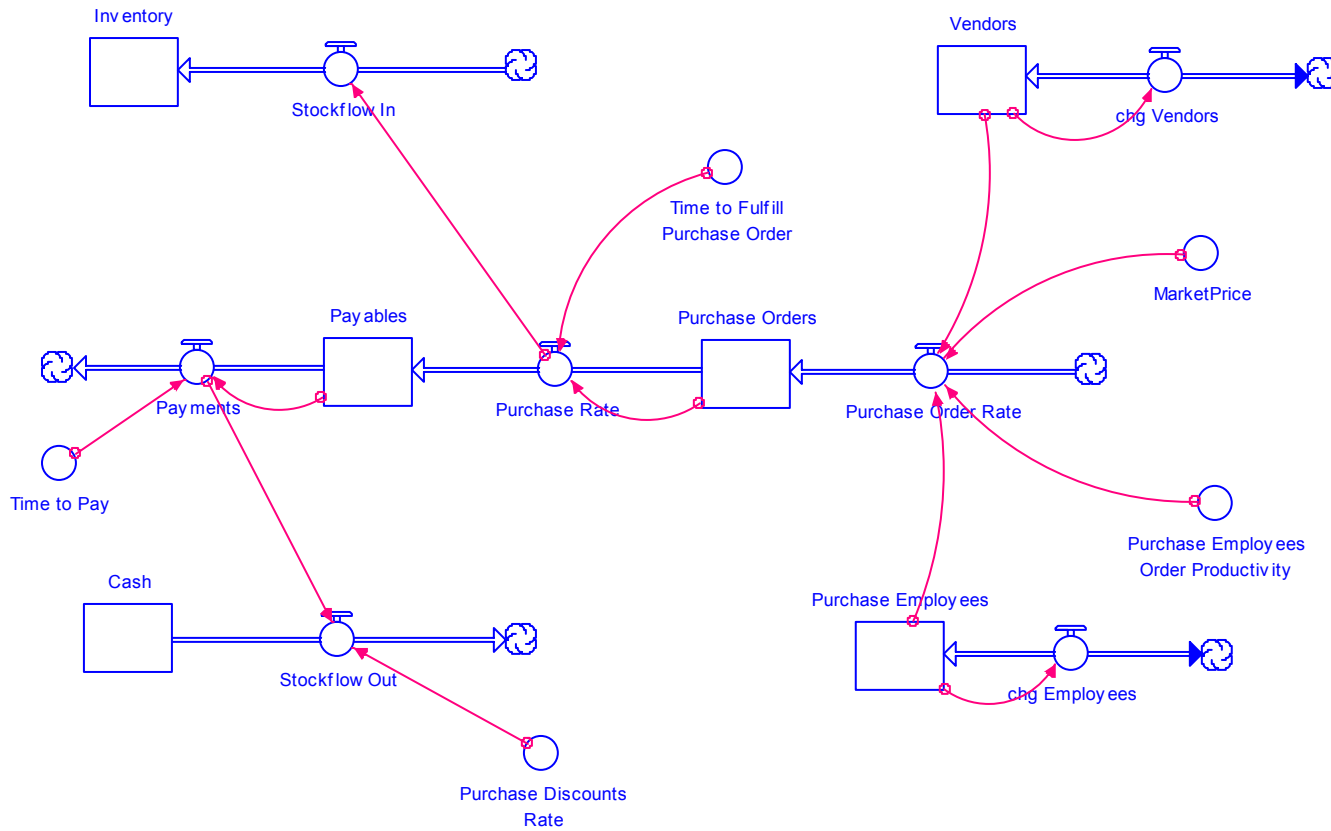 Inventory
Vendors
Stockflow In
chg Vendors
Time to Fulfill
Purchase Order
MarketPrice
Payables
Purchase Orders
Payments
Purchase Rate
Purchase Order Rate
Time to Pay
Purchase Employees
Order Productivity
Cash
Purchase Employees
Stockflow Out
chg Employees
Purchase Discounts
Rate